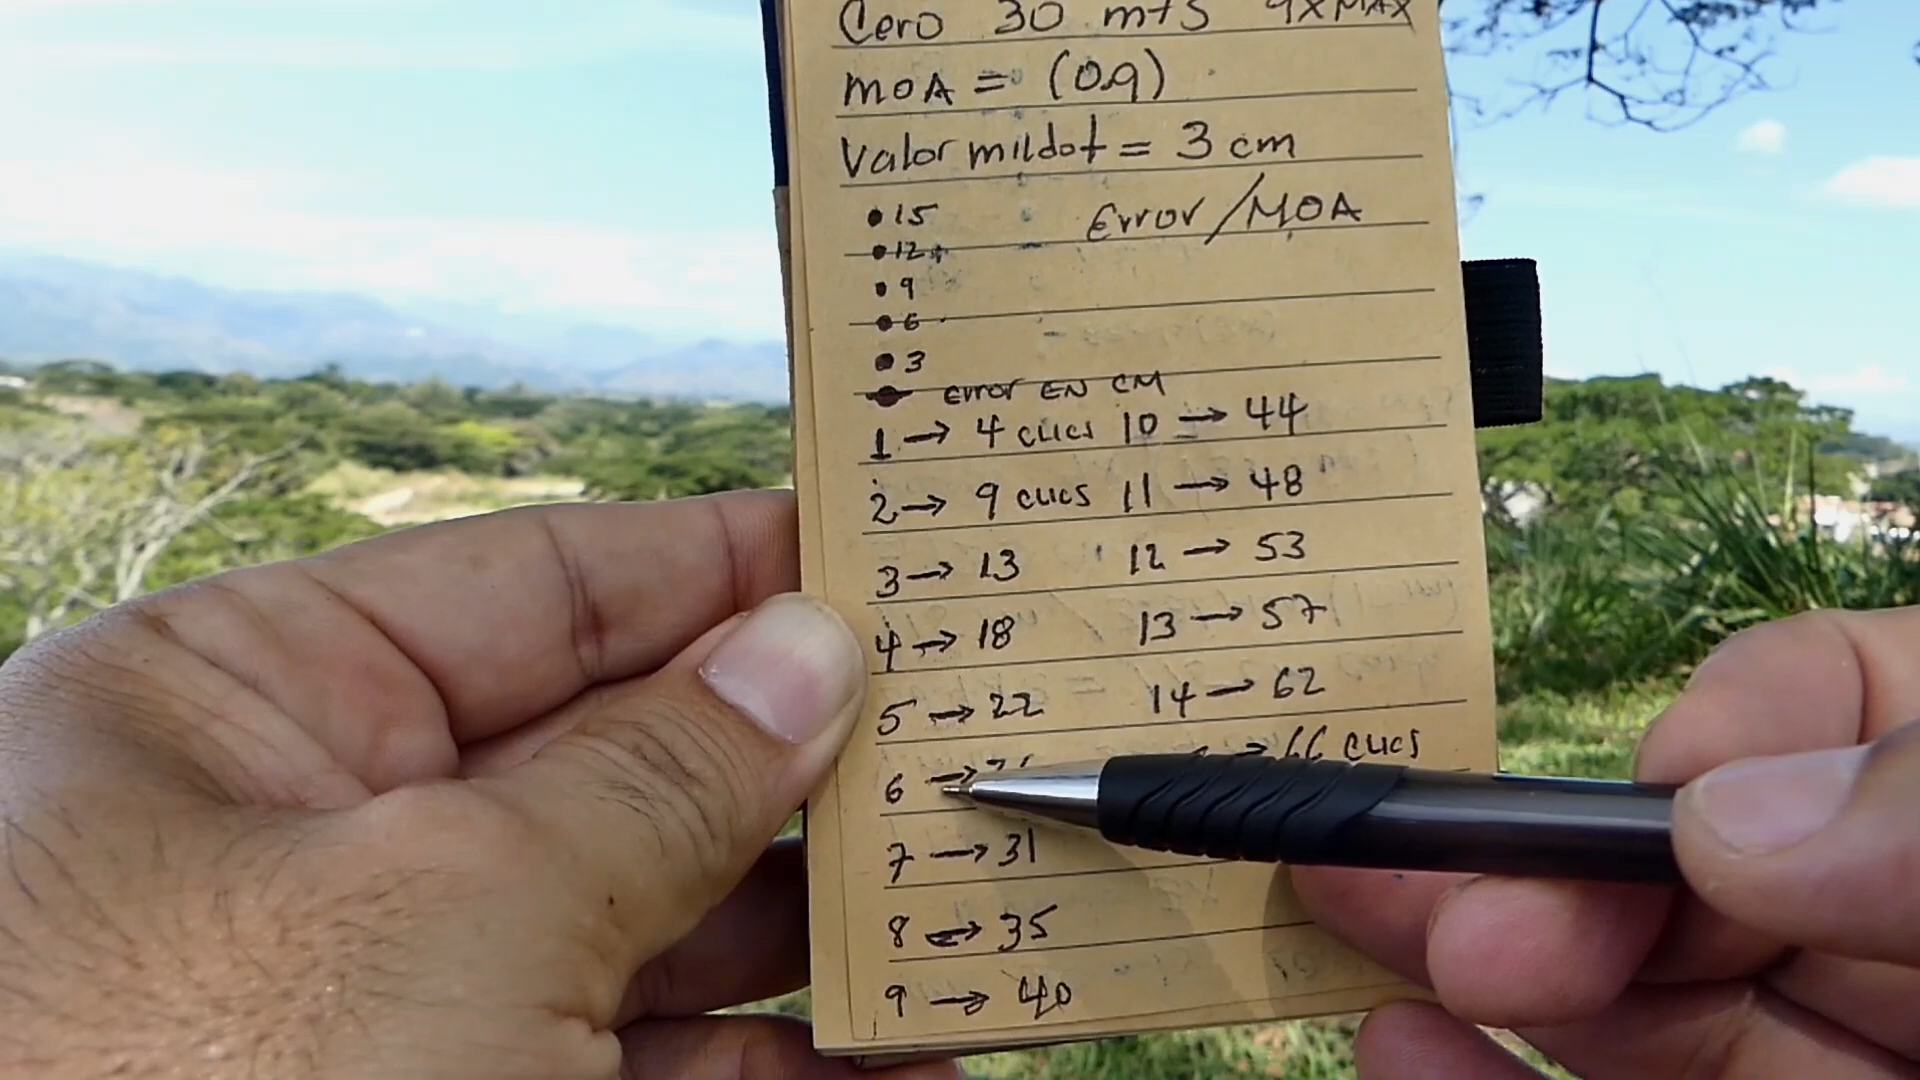 Cero 30 mts 9X MAX
MOA = (0.9)
Valor mildot = 3 cm
• 15 Error/MOA
• 12
• 9
• 6
• 3
error EN CM
1 → 4 clics 10 → 44
2 → 9 clics 11 → 48
3 → 13 12 → 53
4 → 18 13 → 57
5 → 22 14 → 62
6 → → 66 clics
7 → 31
8 → 35
9 → 40